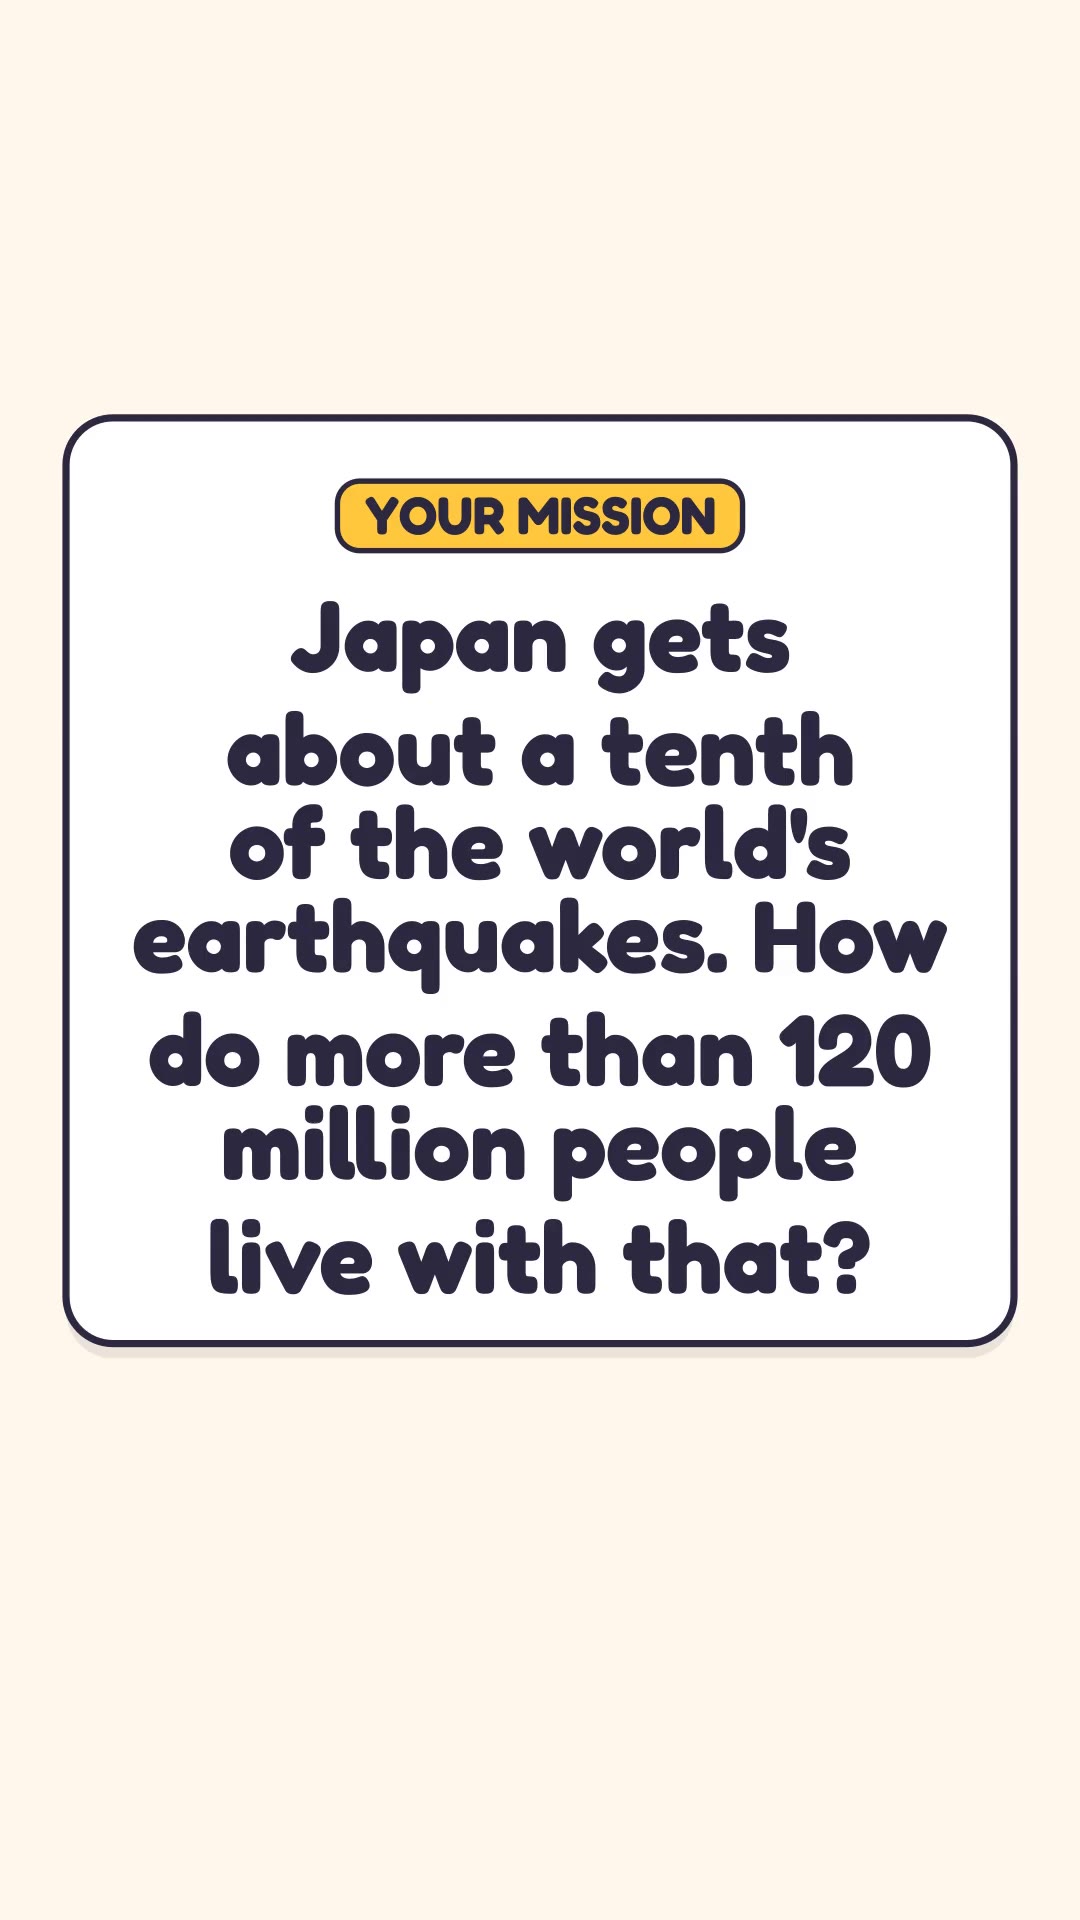 YOUR MISSION
Japan gets
about a tenth
of the world's
earthquakes. How
do more than 120
million people
live with that?